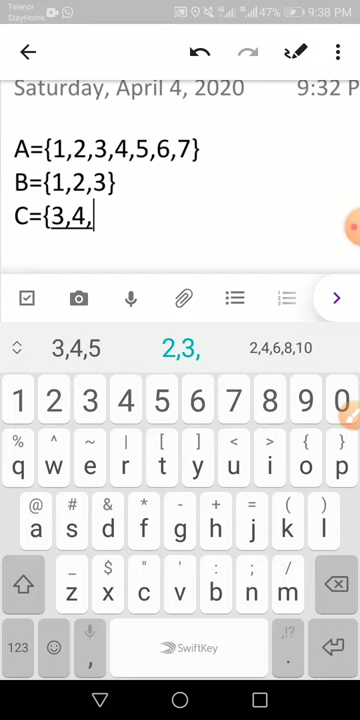 Telenor
StayHome
4G
3G
47%
9:38 PM
Saturday, April 4, 2020 9:32 P
A={1,2,3,4,5,6,7}
B={1,2,3}
C={3,4,
3,4,5 2,3, 2,4,6,8,10
1 2 3 4 5 6 7 8 9 0
% ^ ~ | [ ] < > { }
q w e r t y u i o p
@ # & * - + = ( )
a s d f g h j k l
_ $ " ' : ; /
z x c v b n m
123 , SwiftKey ,!? .